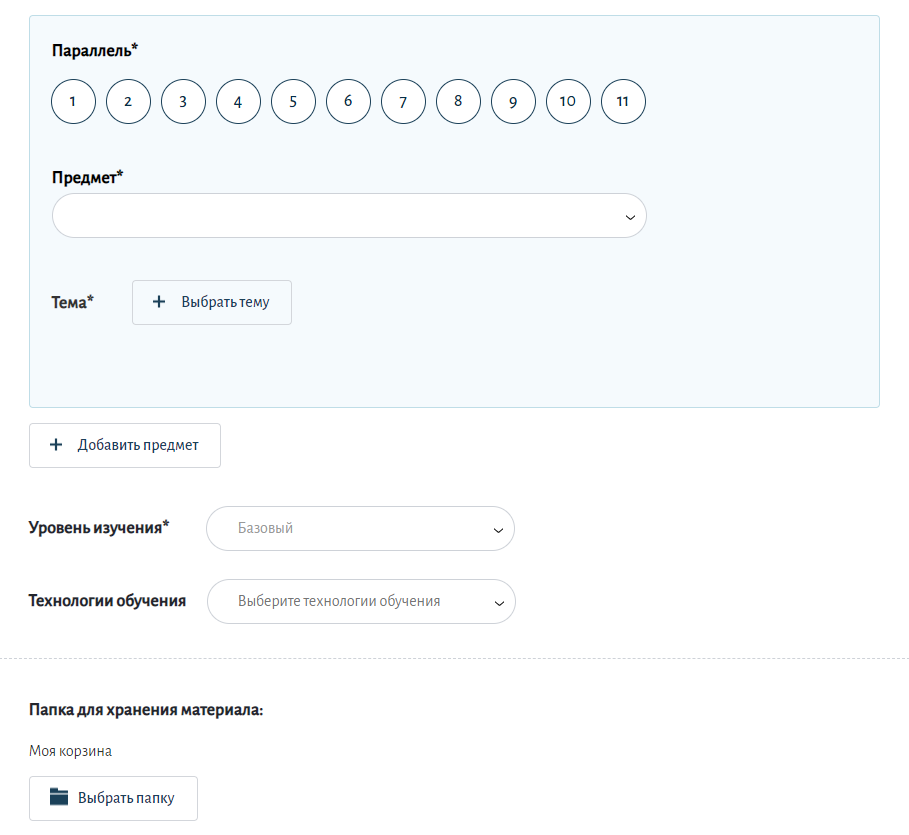 Параллель*
1 2 3 4 5 6 7 8 9 10 11
Предмет*
Тема* Выбрать тему
Добавить предмет
Уровень изучения* Базовый
Технологии обучения Выберите технологии обучения
Папка для хранения материала:
Моя корзина
Выбрать папку